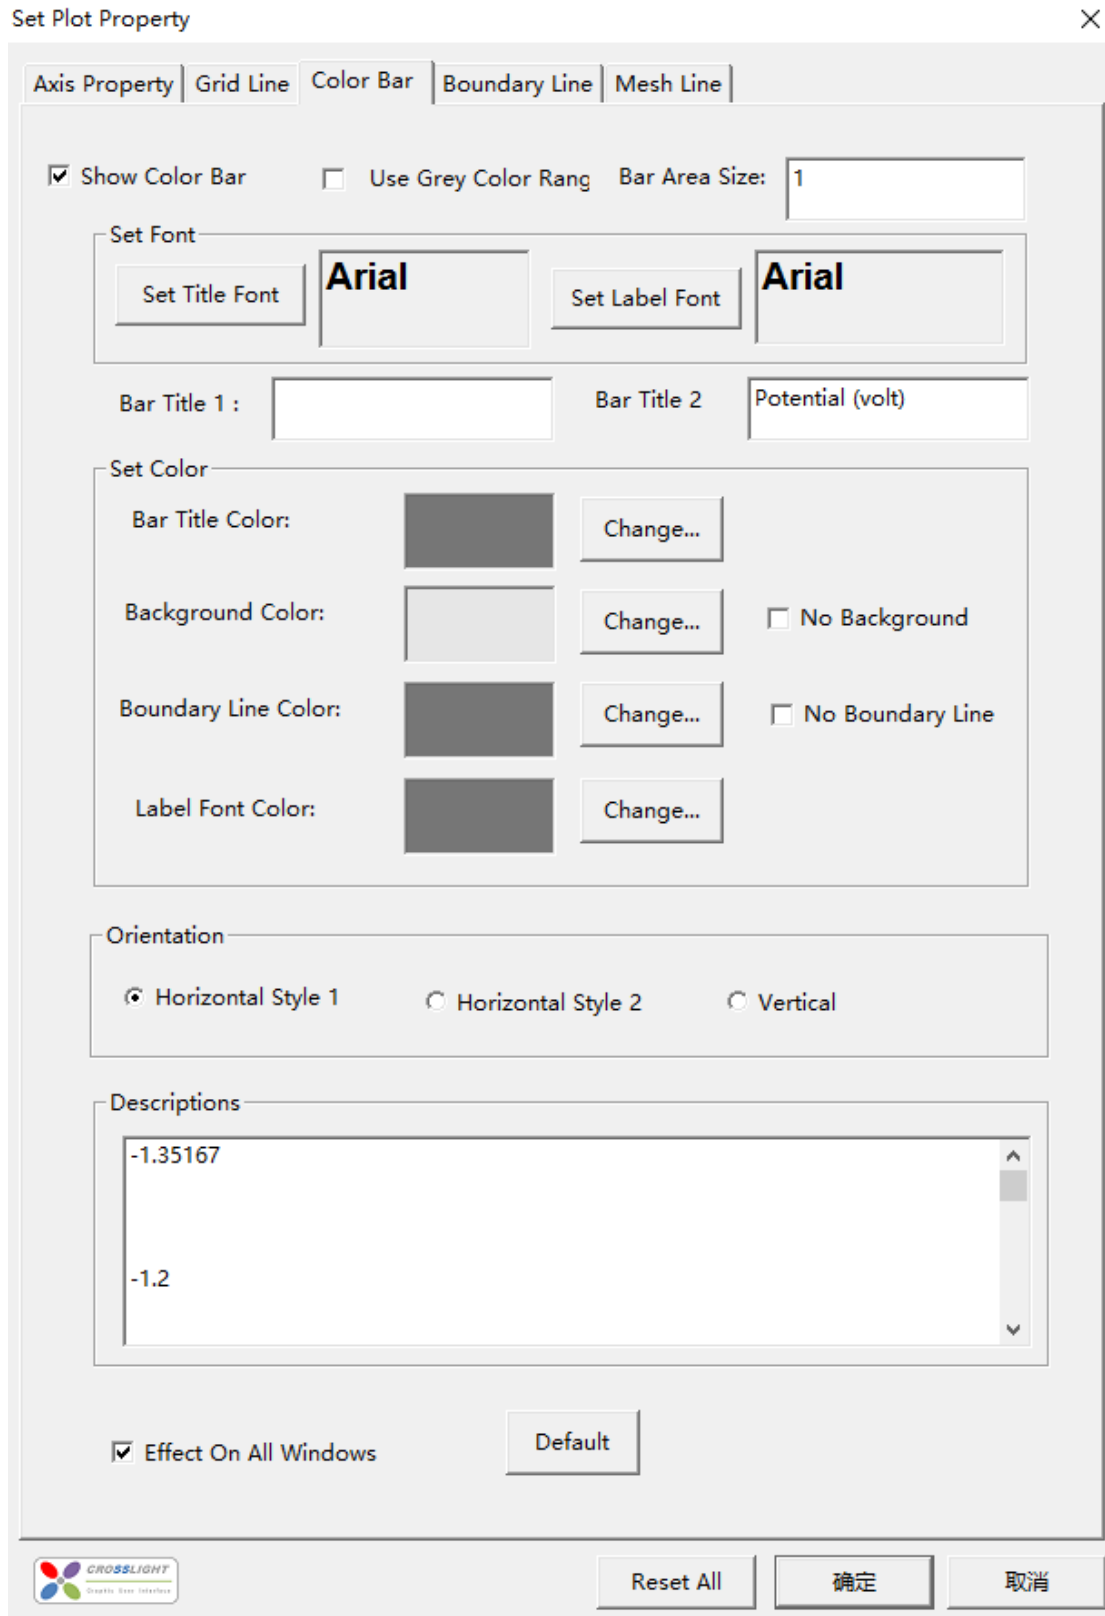 Set Plot Property
Axis Property Grid Line Color Bar Boundary Line Mesh Line
Show Color Bar Use Grey Color Rang Bar Area Size: 1
Set Font
Set Title Font Arial Set Label Font Arial
Bar Title 1 : Bar Title 2 Potential (volt)
Set Color
Bar Title Color: Change...
Background Color: Change... No Background
Boundary Line Color: Change... No Boundary Line
Label Font Color: Change...
Orientation
Horizontal Style 1 Horizontal Style 2 Vertical
Descriptions
-1.35167
-1.2
Effect On All Windows Default
CROSSLIGHT
Graphic User Interface
Reset All 确定 取消